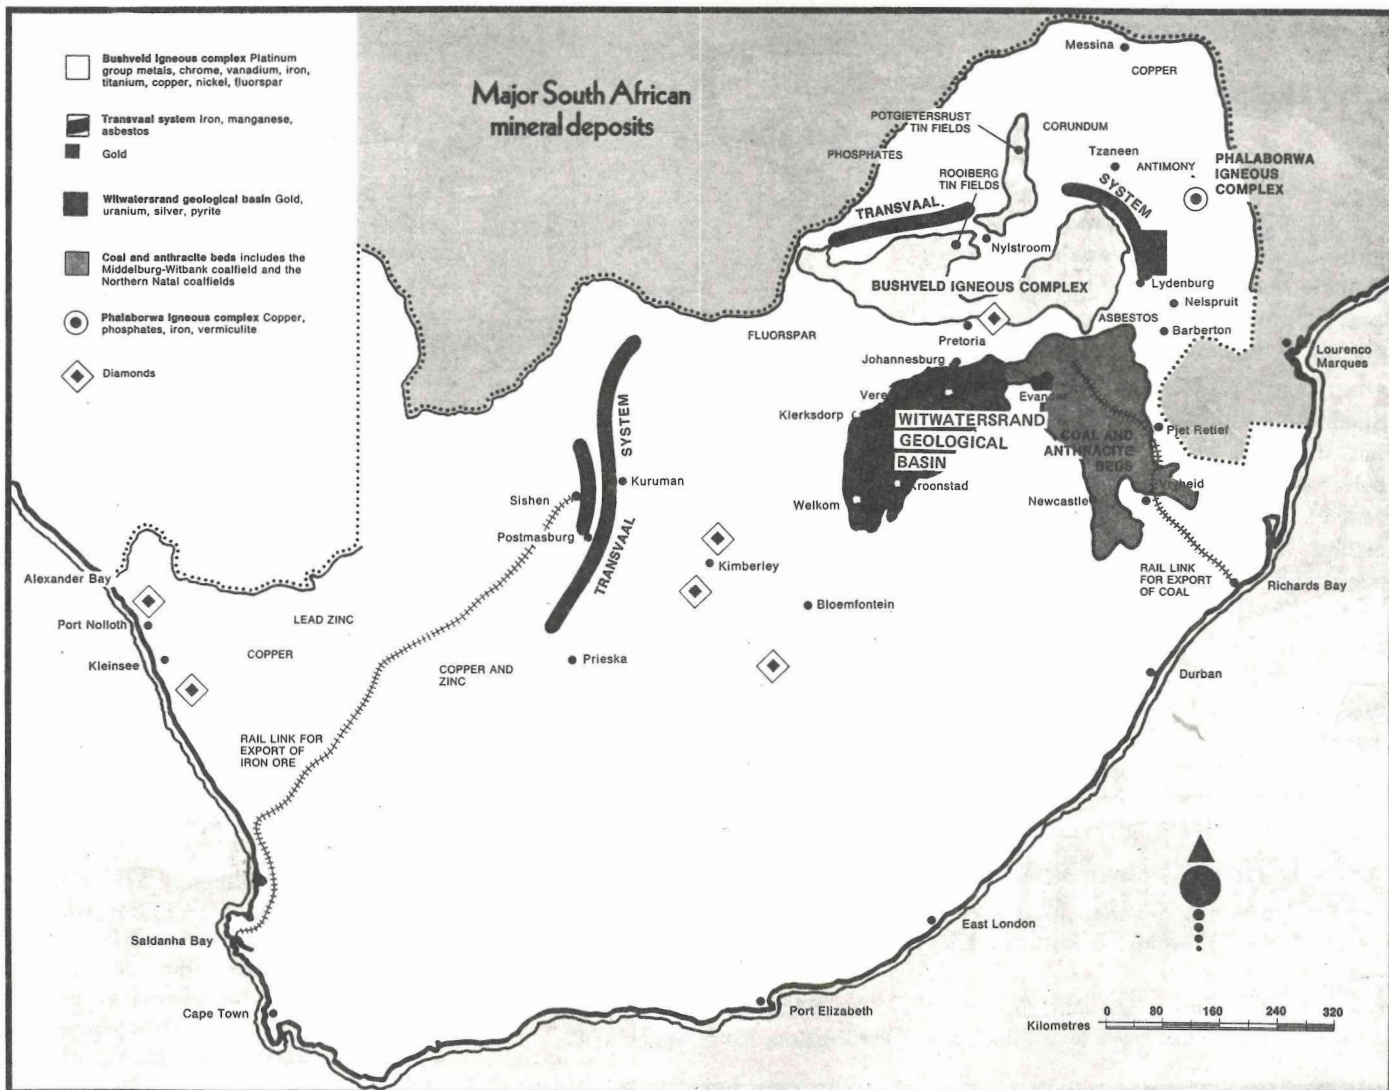 Major South African
mineral deposits
Bushveld Igneous complex Platinum
group metals, chrome, vanadium, iron,
titanium, copper, nickel, fluorspar
Transvaal system Iron, manganese,
asbestos
Gold
Witwatersrand geological basin Gold,
uranium, silver, pyrite
Coal and anthracite beds includes the
Middelburg-Witbank coalfield and the
Northern Natal coalfields
Phalaborwa Igneous complex Copper,
phosphates, iron, vermiculite
Diamonds
Messina
COPPER
POTGIETERSRUST
TIN FIELDS
CORUNDUM
PHOSPHATES
Tzaneen
ANTIMONY
PHALABORWA
IGNEOUS
COMPLEX
ROOIBERG
TIN FIELDS
TRANSVAAL
SYSTEM
Nylstroom
BUSHVELD IGNEOUS COMPLEX
Lydenburg
Nelspruit
ASBESTOS
Barberton
FLUORSPAR
Pretoria
Johannesburg
Lourenco
Marques
Vere
Evander
Klerksdorp
WITWATERSRAND
GEOLOGICAL
BASIN
COAL AND
ANTHRACITE
BEDS
Pjet Retief
SYSTEM
Kuruman
Sishen
Welkom
Kroonstad
Newcastle
Vryheid
Postmasburg
TRANSVAAL
Kimberley
Alexander Bay
RAIL LINK
FOR EXPORT
OF COAL
Richards Bay
Bloemfontein
Port Nolloth
LEAD ZINC
Kleinsee
COPPER
COPPER AND
ZINC
Prieska
Durban
RAIL LINK FOR
EXPORT OF
IRON ORE
East London
Saldanha Bay
Cape Town
Port Elizabeth
Kilometres
0 80 160 240 320